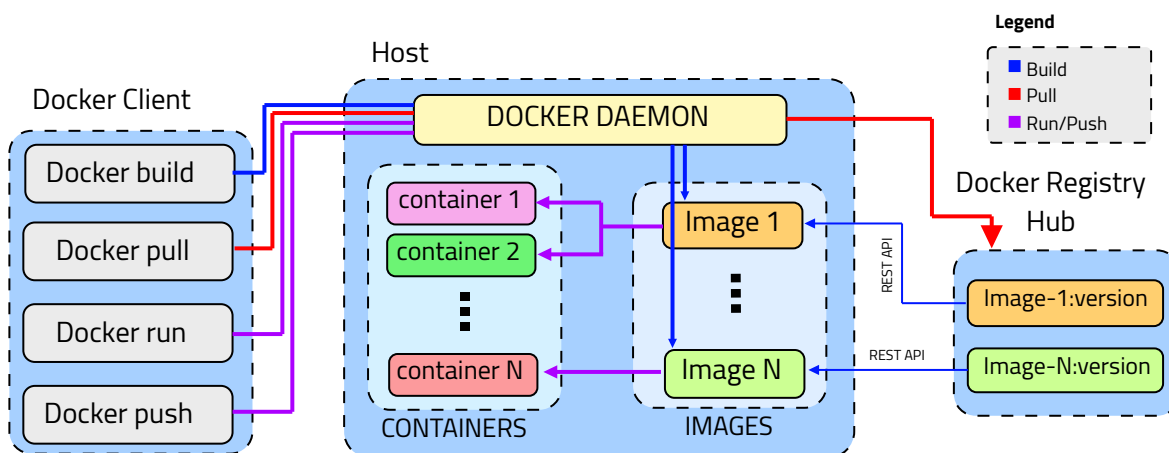 Legend
Build
Pull
Run/Push
Host
Docker Client
DOCKER DAEMON
Docker build
Docker pull
Docker run
Docker push
container 1
container 2
container N
CONTAINERS
Image 1
Image N
IMAGES
REST API
REST API
Docker Registry
Hub
Image-1:version
Image-N:version